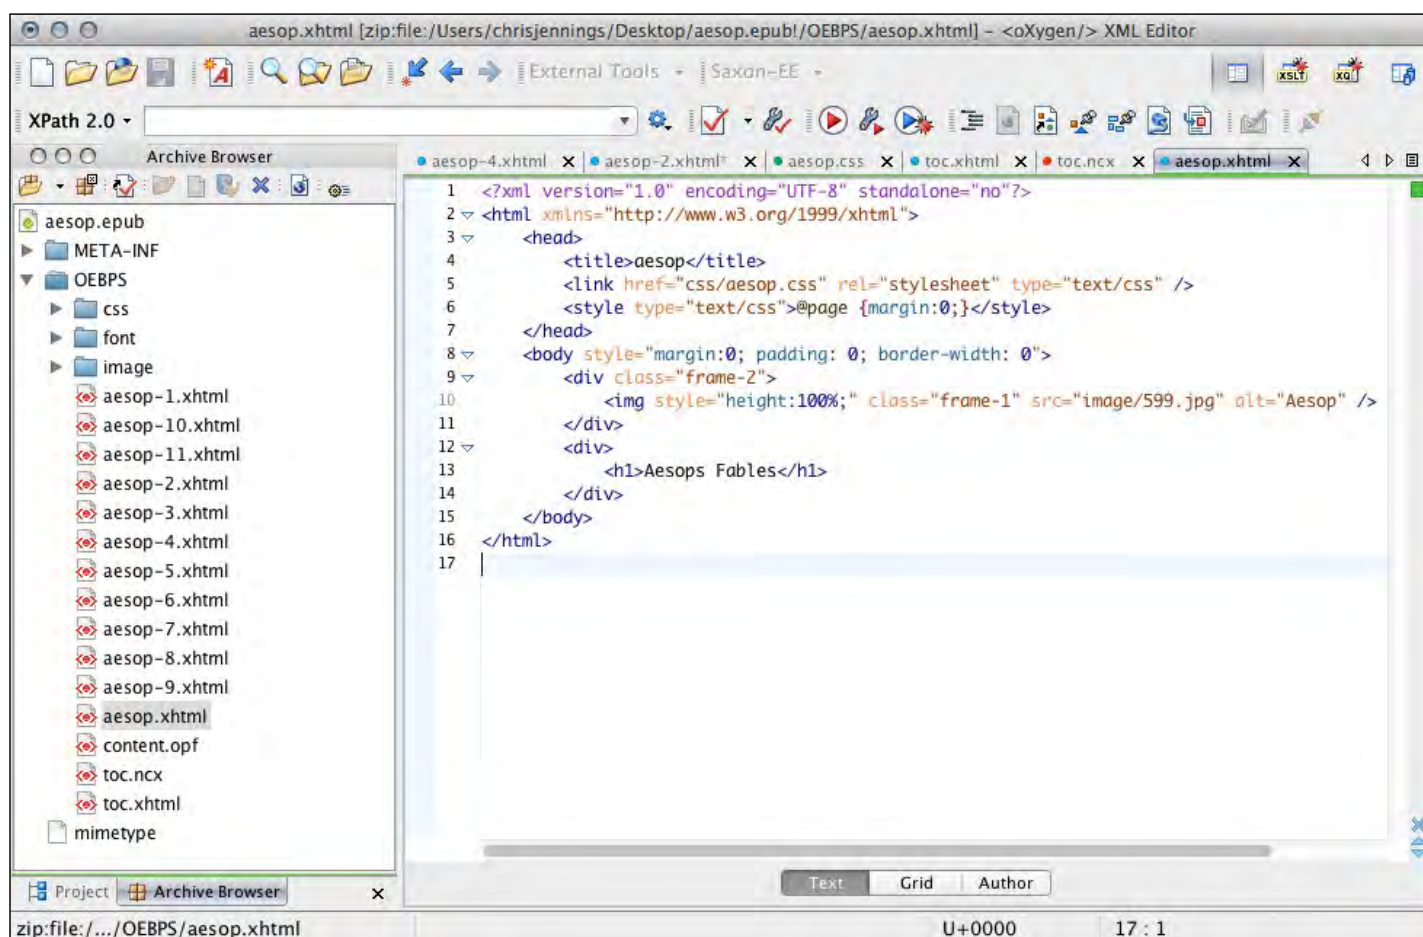 aesop.xhtml [zip:file:/Users/chrisjennings/Desktop/aesop.epub!/OEBPS/aesop.xhtml] – <oXygen/> XML Editor
External Tools Saxon-EE
XSLT XQ
XPath 2.0
Archive Browser
aesop-4.xhtml aesop-2.xhtml* aesop.css toc.xhtml toc.ncx aesop.xhtml
aesop.epub
META-INF
OEBPS
css
font
image
aesop-1.xhtml
aesop-10.xhtml
aesop-11.xhtml
aesop-2.xhtml
aesop-3.xhtml
aesop-4.xhtml
aesop-5.xhtml
aesop-6.xhtml
aesop-7.xhtml
aesop-8.xhtml
aesop-9.xhtml
aesop.xhtml
content.opf
toc.ncx
toc.xhtml
mimetype
Project Archive Browser
1 <?xml version="1.0" encoding="UTF-8" standalone="no"?>
2 <html xmlns="http://www.w3.org/1999/xhtml">
3 <head>
4 <title>aesop</title>
5 <link href="css/aesop.css" rel="stylesheet" type="text/css" />
6 <style type="text/css">@page {margin:0;}</style>
7 </head>
8 <body style="margin:0; padding: 0; border-width: 0">
9 <div class="frame-2">
10 <img style="height:100%;" class="frame-1" src="image/599.jpg" alt="Aesop" />
11 </div>
12 <div>
13 <h1>Aesops Fables</h1>
14 </div>
15 </body>
16 </html>
17
Text Grid Author
zip:file:/.../OEBPS/aesop.xhtml U+0000 17 : 1